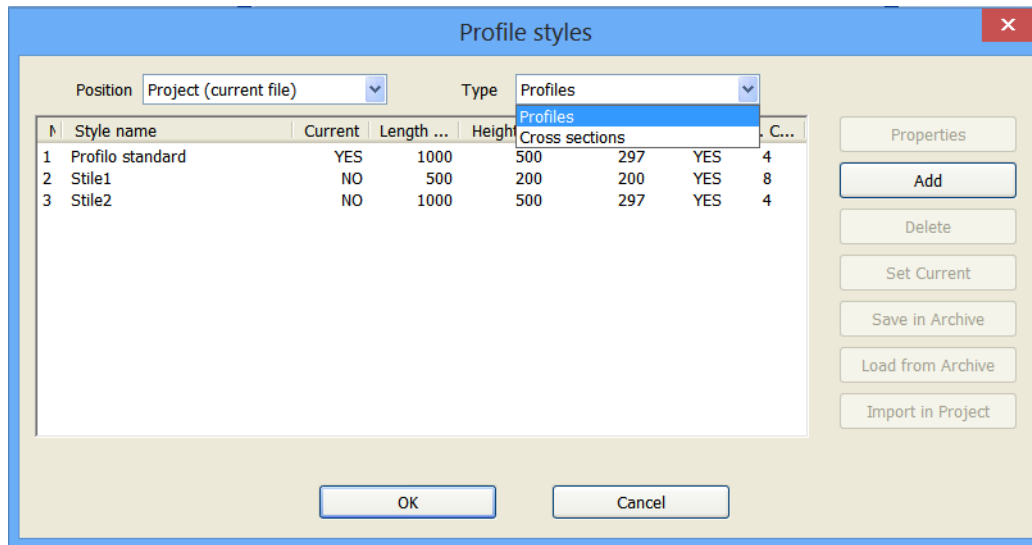 Profile styles
Position Project (current file) Type Profiles
Profiles
Cross sections
Style name Current Length ... Height . C...
1 Profilo standard YES 1000 500 297 YES 4
2 Stile1 NO 500 200 200 YES 8
3 Stile2 NO 1000 500 297 YES 4
Properties
Add
Delete
Set Current
Save in Archive
Load from Archive
Import in Project
OK Cancel